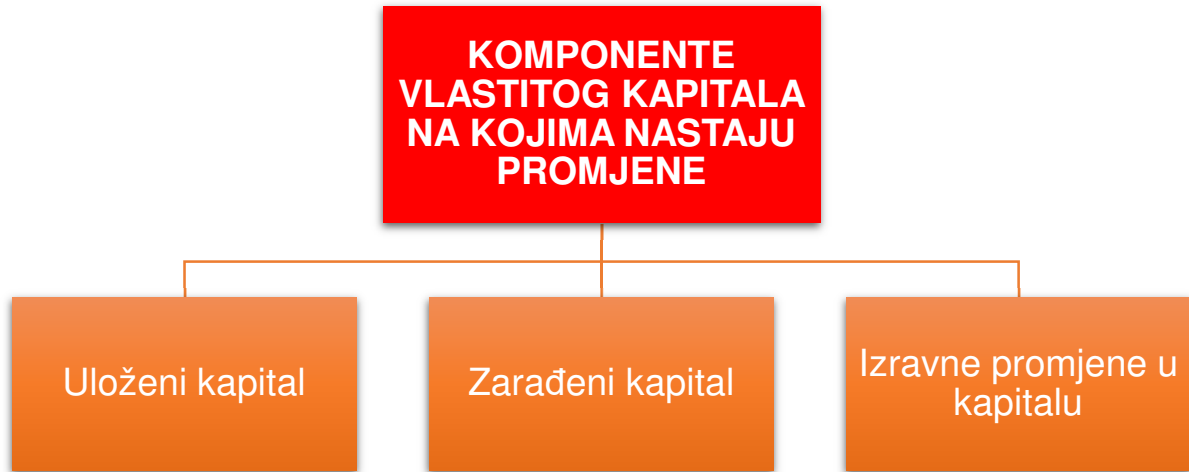 KOMPONENTE
VLASTITOG KAPITALA
NA KOJIMA NASTAJU
PROMJENE
Uloženi kapital
Zarađeni kapital
Izravne promjene u
kapitalu